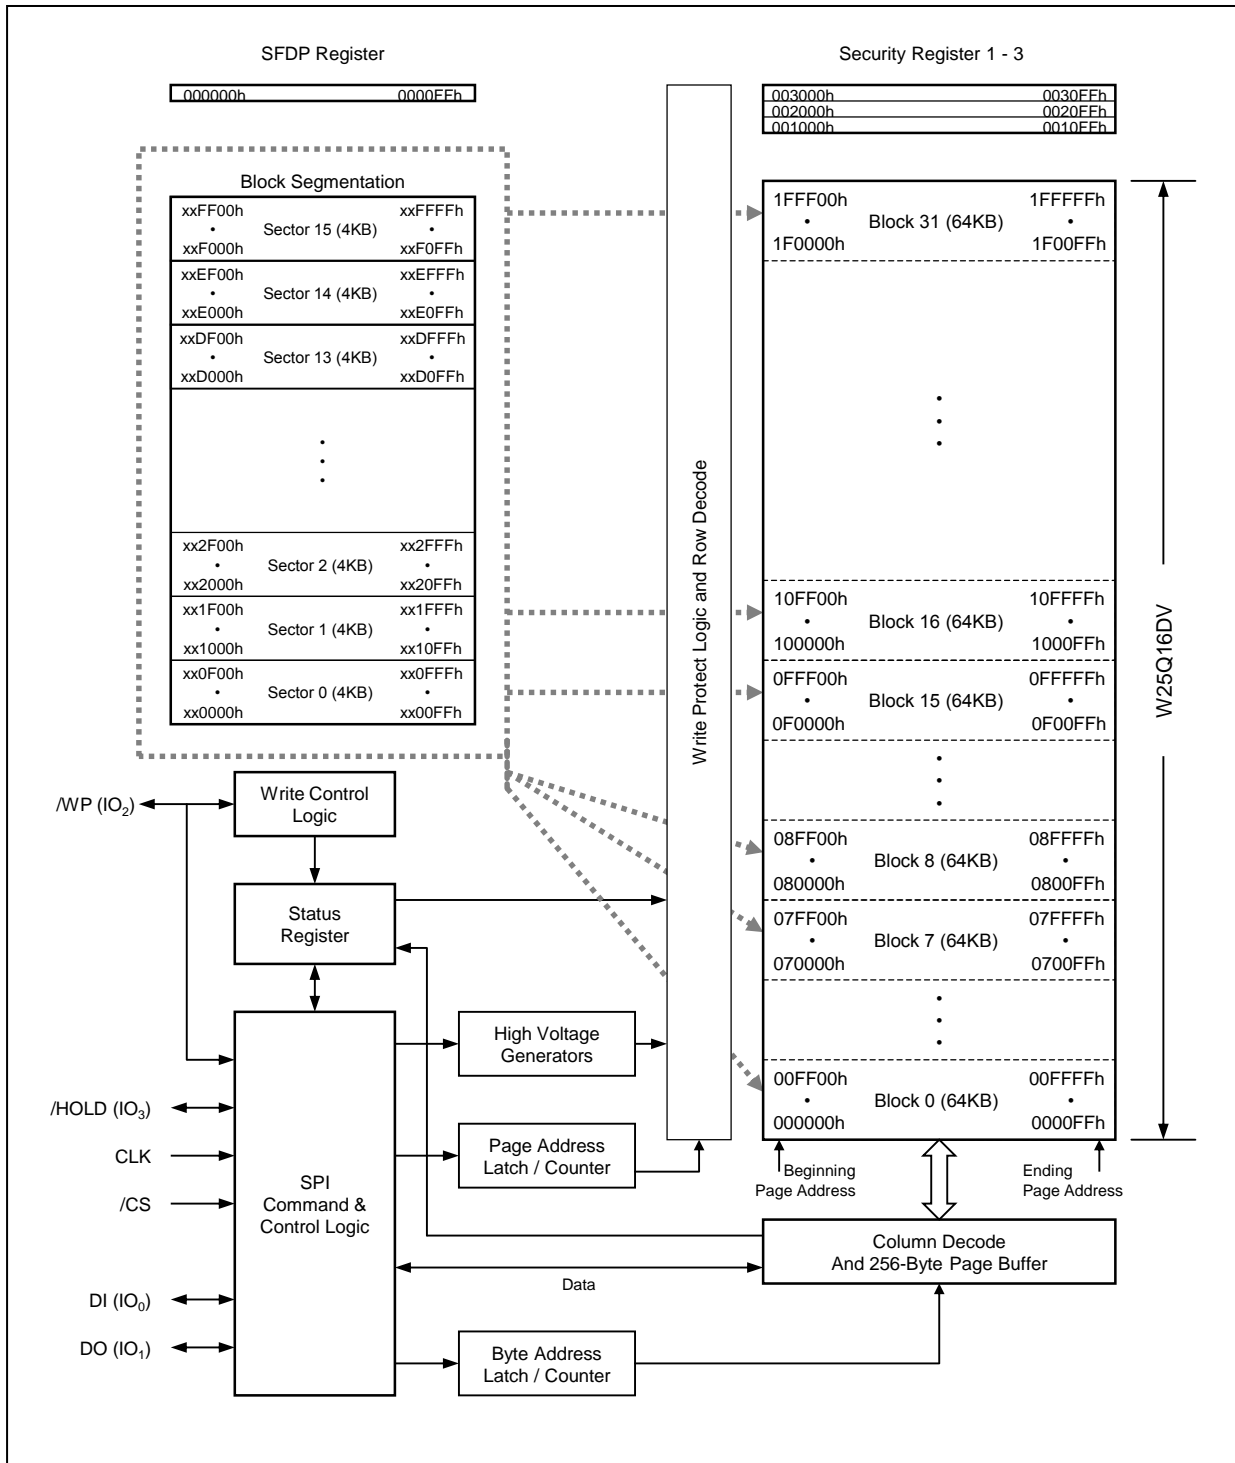 SFDP Register
000000h 0000FFh
Security Register 1 - 3
003000h 0030FFh
002000h 0020FFh
001000h 0010FFh
Block Segmentation
xxFF00h xxFFFFh
• Sector 15 (4KB) •
xxF000h xxF0FFh
xxEF00h xxEFFFh
• Sector 14 (4KB) •
xxE000h xxE0FFh
xxDF00h xxDFFFh
• Sector 13 (4KB) •
xxD000h xxD0FFh
xx2F00h xx2FFFh
• Sector 2 (4KB) •
xx2000h xx20FFh
xx1F00h xx1FFFh
• Sector 1 (4KB) •
xx1000h xx10FFh
xx0F00h xx0FFFh
• Sector 0 (4KB) •
xx0000h xx00FFh
Write Protect Logic and Row Decode
1FFF00h 1FFFFFh
• Block 31 (64KB) •
1F0000h 1F00FFh
10FF00h 10FFFFh
• Block 16 (64KB) •
100000h 1000FFh
0FFF00h 0FFFFFh
• Block 15 (64KB) •
0F0000h 0F00FFh
08FF00h 08FFFFh
• Block 8 (64KB) •
080000h 0800FFh
07FF00h 07FFFFh
• Block 7 (64KB) •
070000h 0700FFh
00FF00h 00FFFFh
• Block 0 (64KB) •
000000h 0000FFh
W25Q16DV
Beginning
Page Address
Ending
Page Address
/WP (IO2)
Write Control
Logic
Status
Register
High Voltage
Generators
/HOLD (IO3)
CLK
/CS
SPI
Command &
Control Logic
Page Address
Latch / Counter
Column Decode
And 256-Byte Page Buffer
Data
DI (IO0)
DO (IO1)
Byte Address
Latch / Counter